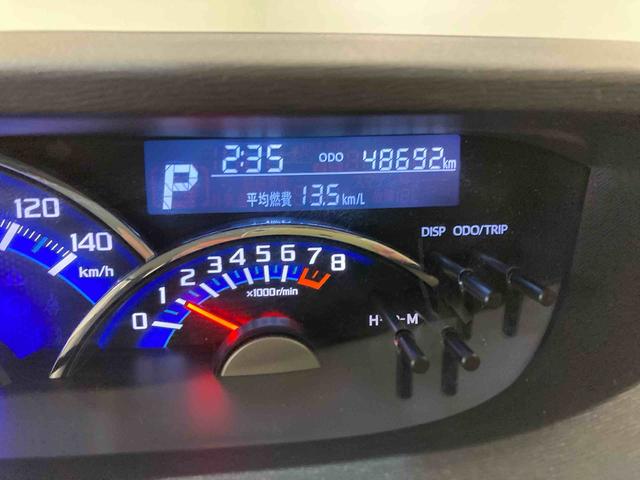 2:35 ODO 48692km
P
平均燃費 13.5km/L
DISP ODO/TRIP
120
140
km/h
0 1 2 3 4 5 6 7 8
×1000r/min